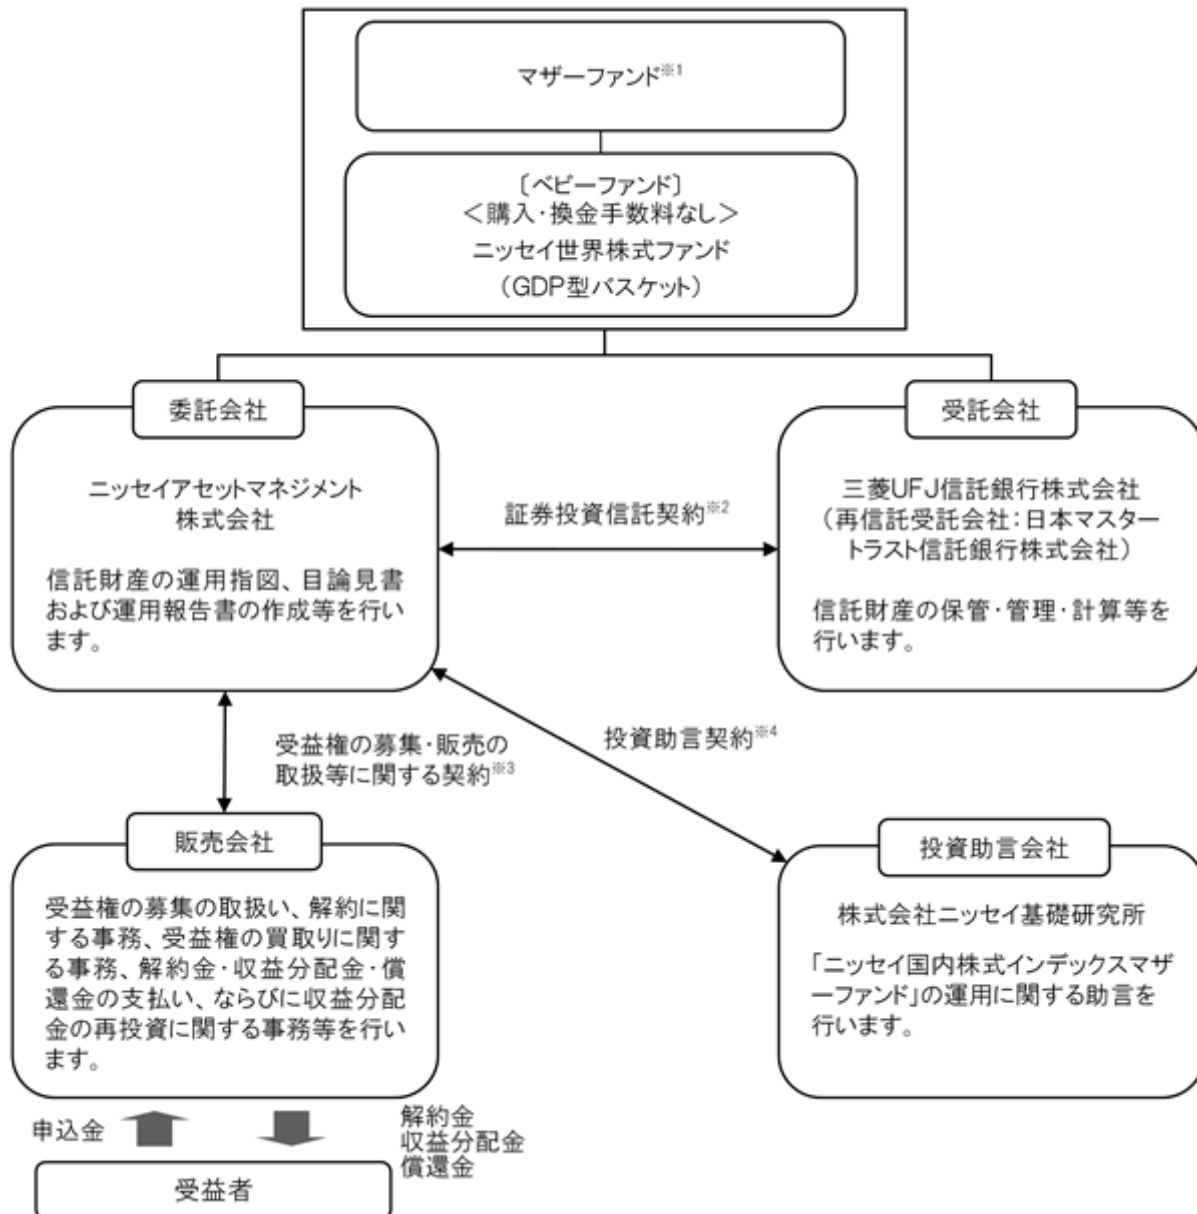 マザーファンド※1
〔ベビーファンド〕
＜購入・換金手数料なし＞
ニッセイ世界株式ファンド
（GDP型バスケット）
委託会社
ニッセイアセットマネジメント
株式会社
信託財産の運用指図、目論見書
および運用報告書の作成等を行い
ます。
証券投資信託契約※2
受託会社
三菱UFJ信託銀行株式会社
（再信託受託会社：日本マスター
トラスト信託銀行株式会社）
信託財産の保管・管理・計算等を
行います。
受益権の募集・販売の
取扱等に関する契約※3
投資助言契約※4
販売会社
受益権の募集の取扱い、解約に関
する事務、受益権の買取りに関す
る事務、解約金・収益分配金・償
還金の支払い、ならびに収益分配
金の再投資に関する事務等を行い
ます。
投資助言会社
株式会社ニッセイ基礎研究所
「ニッセイ国内株式インデックスマザ
ーファンド」の運用に関する助言を
行います。
申込金
解約金
収益分配金
償還金
受益者